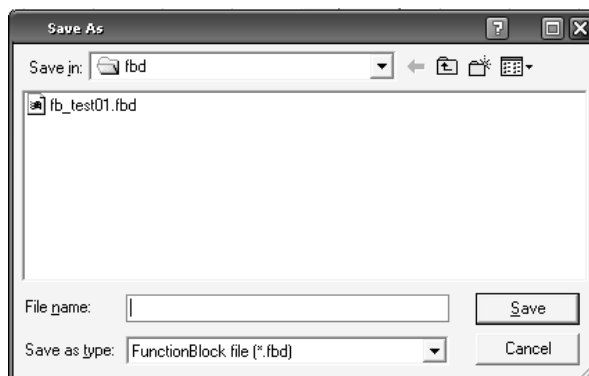 Save As
Save in: fbd
fb_test01.fbd
File name:
Save
Save as type: FunctionBlock file (*.fbd)
Cancel